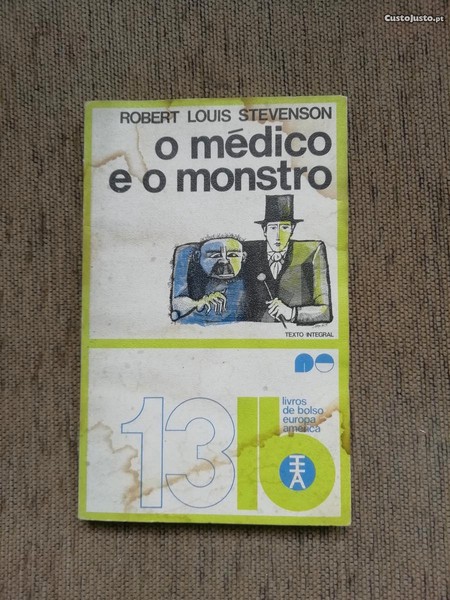 CustoJusto.pt
ROBERT LOUIS STEVENSON
o médico
e o monstro
TEXTO INTEGRAL
13 lb
livros
de bolso
europa
américa